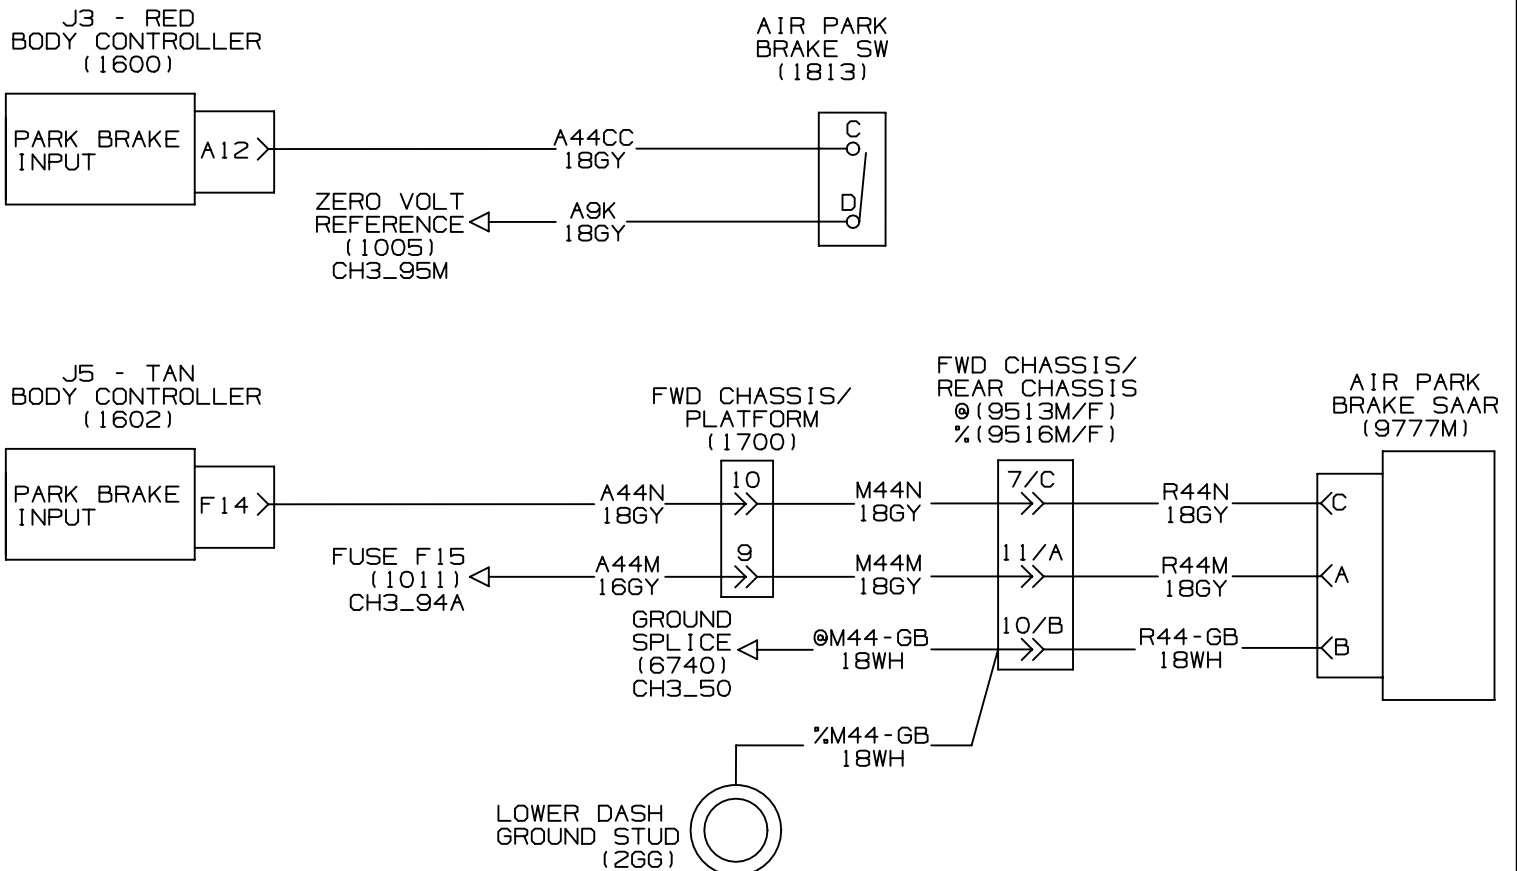 J3 - RED
BODY CONTROLLER
(1600)
PARK BRAKE
INPUT
A12
A44CC
18GY
AIR PARK
BRAKE SW
(1813)
C
D
ZERO VOLT
REFERENCE
(1005)
CH3_95M
A9K
18GY
J5 - TAN
BODY CONTROLLER
(1602)
PARK BRAKE
INPUT
F14
A44N
18GY
FWD CHASSIS/
PLATFORM
(1700)
10
9
M44N
18GY
FWD CHASSIS/
REAR CHASSIS
@(9513M/F)
%(9516M/F)
7/C
11/A
10/B
R44N
18GY
AIR PARK
BRAKE SAAR
(9777M)
C
A
B
FUSE F15
(1011)
CH3_94A
A44M
16GY
M44M
18GY
R44M
18GY
GROUND
SPLICE
(6740)
CH3_50
@M44-GB
18WH
R44-GB
18WH
%M44-GB
18WH
LOWER DASH
GROUND STUD
(2GG)